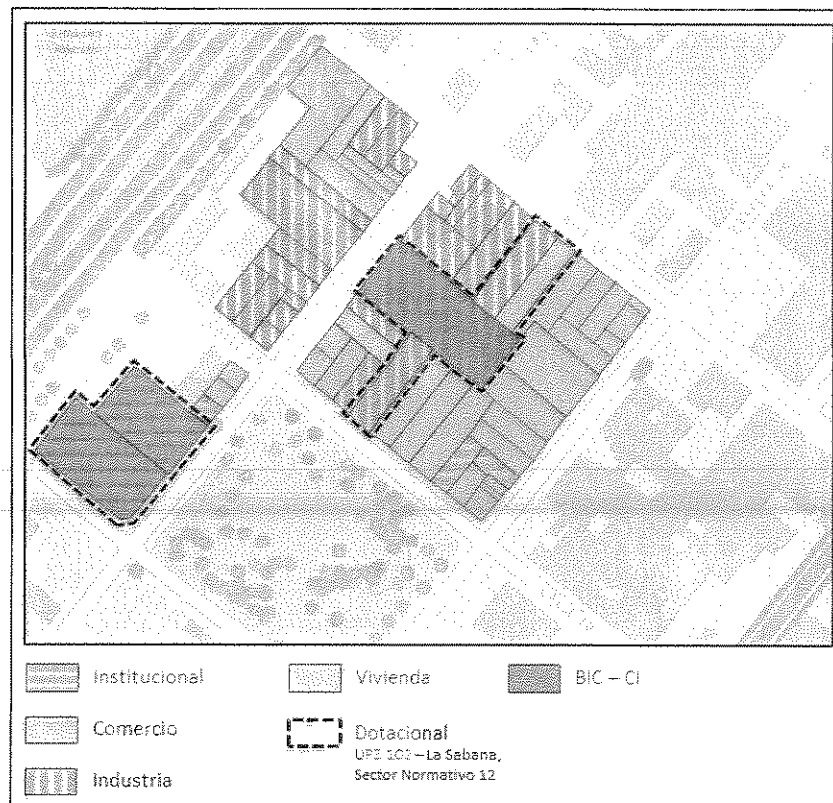 Institucional
Vivienda
BIC – CI
Comercio
Dotacional
UPZ 102 – La Sabana,
Sector Normativo 12
Industria